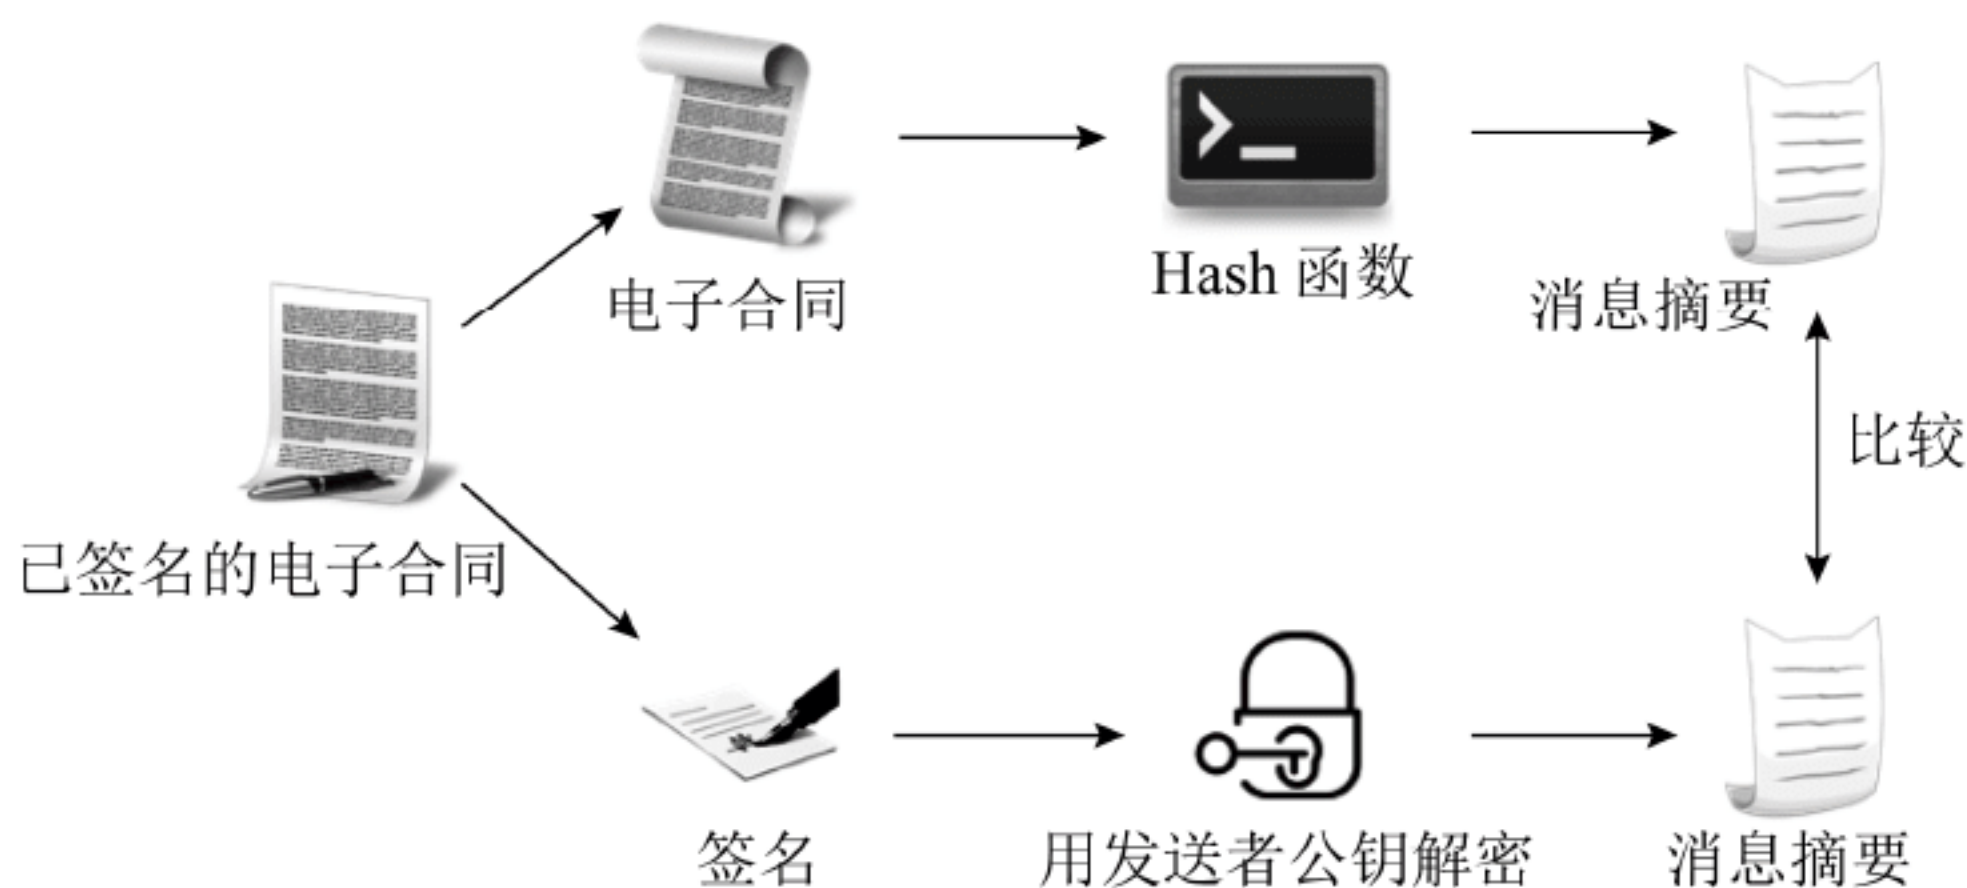 电子合同
Hash 函数
消息摘要
已签名的电子合同
比较
签名
用发送者公钥解密
消息摘要